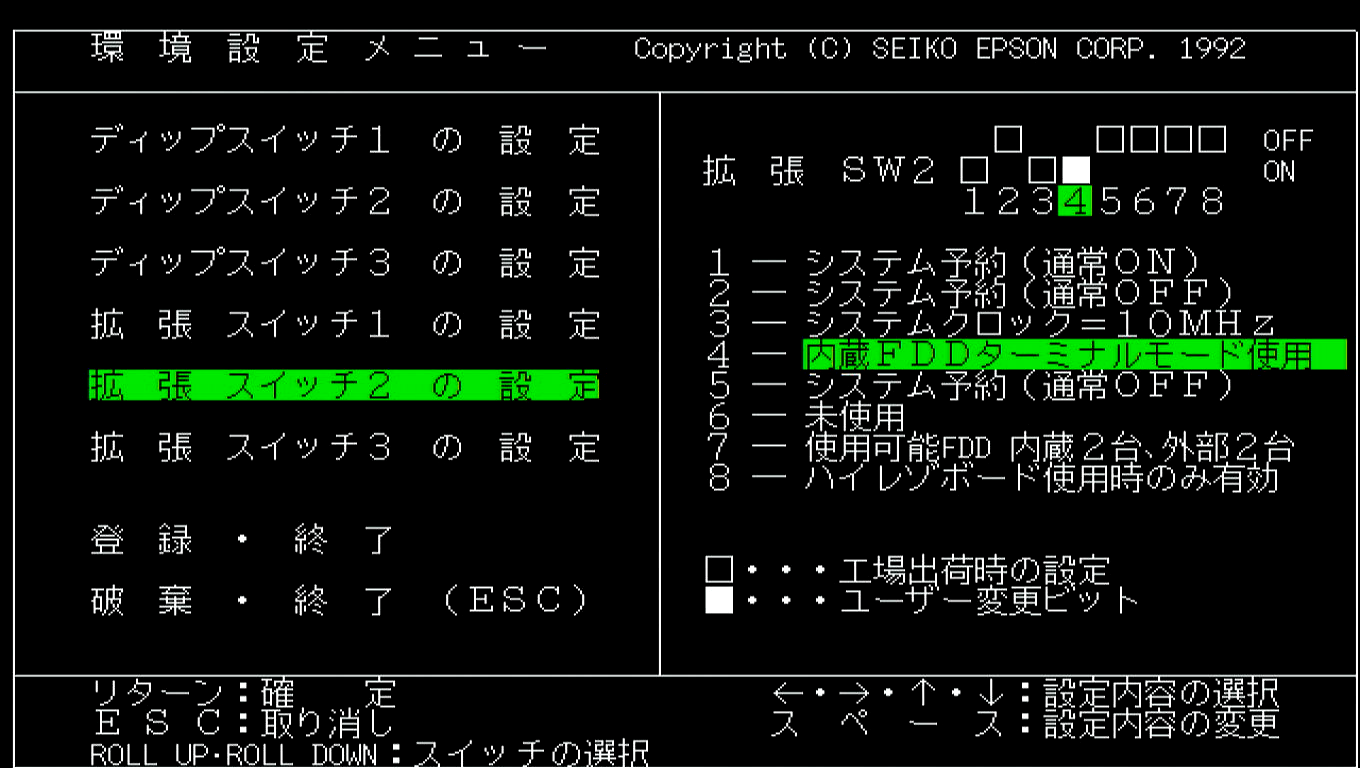 環境設定メニュー Copyright (C) SEIKO EPSON CORP. 1992
ディップスイッチ1 の 設 定
ディップスイッチ2 の 設 定
ディップスイッチ3 の 設 定
拡 張 スイッチ1 の 設 定
拡 張 スイッチ2 の 設 定
拡 張 スイッチ3 の 設 定
登 録 ・ 終 了
破 棄 ・ 終 了 (ESC)
OFF
拡 張 SW2 ON
12345678
1 ー システム予約(通常ON)
2 ー システム予約(通常OFF)
3 ー システムクロック=10MHz
4 ー 内蔵FDDターミナルモード使用
5 ー システム予約(通常OFF)
6 ー 未使用
7 ー 使用可能FDD 内蔵2台、外部2台
8 ー ハイレゾボード使用時のみ有効
□・・・工場出荷時の設定
■・・・ユーザー変更ビット
リターン:確 定 ←・→・↑・↓:設定内容の選択
ESC:取り消し スペース:設定内容の変更
ROLL UP・ROLL DOWN:スイッチの選択